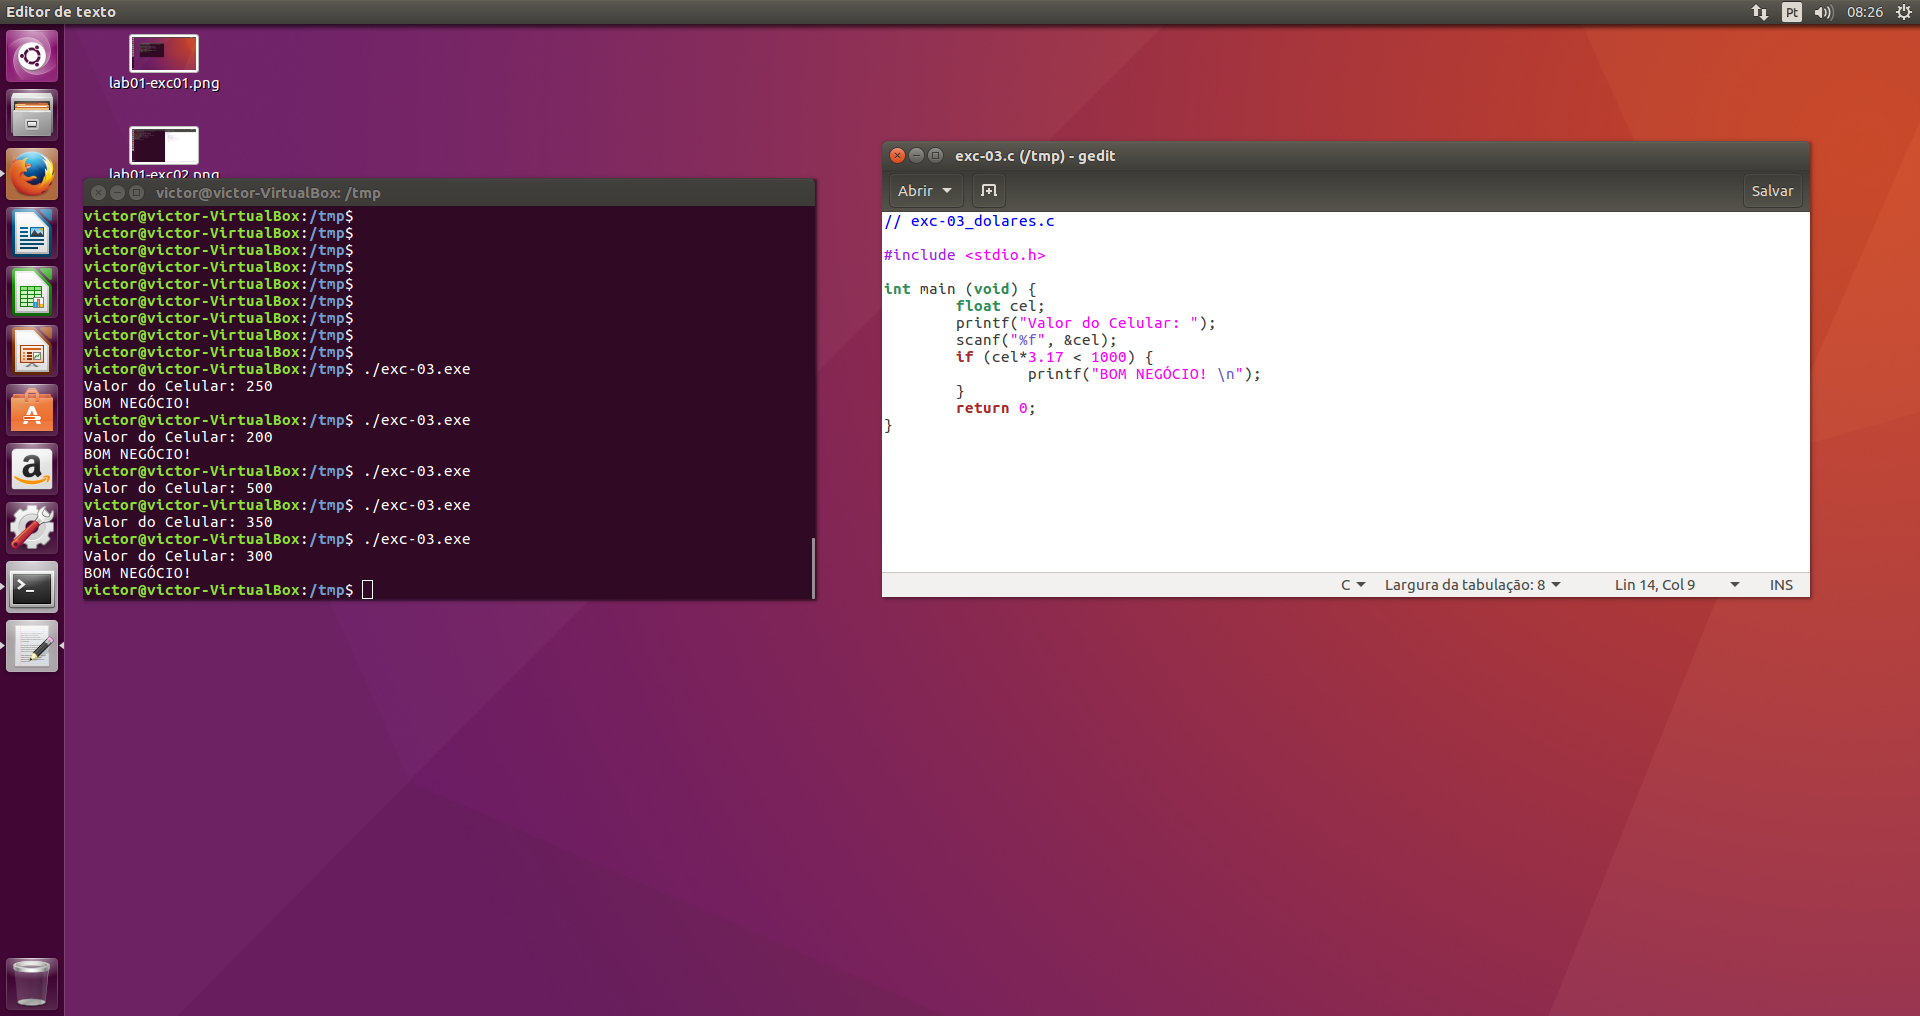 Editor de texto
Pt
08:26
lab01-exc01.png
lab01-exc02.png
victor@victor-VirtualBox: /tmp
victor@victor-VirtualBox:/tmp$
victor@victor-VirtualBox:/tmp$
victor@victor-VirtualBox:/tmp$
victor@victor-VirtualBox:/tmp$
victor@victor-VirtualBox:/tmp$
victor@victor-VirtualBox:/tmp$
victor@victor-VirtualBox:/tmp$
victor@victor-VirtualBox:/tmp$
victor@victor-VirtualBox:/tmp$
victor@victor-VirtualBox:/tmp$ ./exc-03.exe
Valor do Celular: 250
BOM NEGÓCIO!
victor@victor-VirtualBox:/tmp$ ./exc-03.exe
Valor do Celular: 200
BOM NEGÓCIO!
victor@victor-VirtualBox:/tmp$ ./exc-03.exe
Valor do Celular: 500
victor@victor-VirtualBox:/tmp$ ./exc-03.exe
Valor do Celular: 350
victor@victor-VirtualBox:/tmp$ ./exc-03.exe
Valor do Celular: 300
BOM NEGÓCIO!
victor@victor-VirtualBox:/tmp$
exc-03.c (/tmp) - gedit
Abrir
Salvar
// exc-03_dolares.c
#include <stdio.h>
int main (void) {
float cel;
printf("Valor do Celular: ");
scanf("%f", &cel);
if (cel*3.17 < 1000) {
printf("BOM NEGÓCIO! \n");
}
return 0;
}
C
Largura da tabulação: 8
Lin 14, Col 9
INS